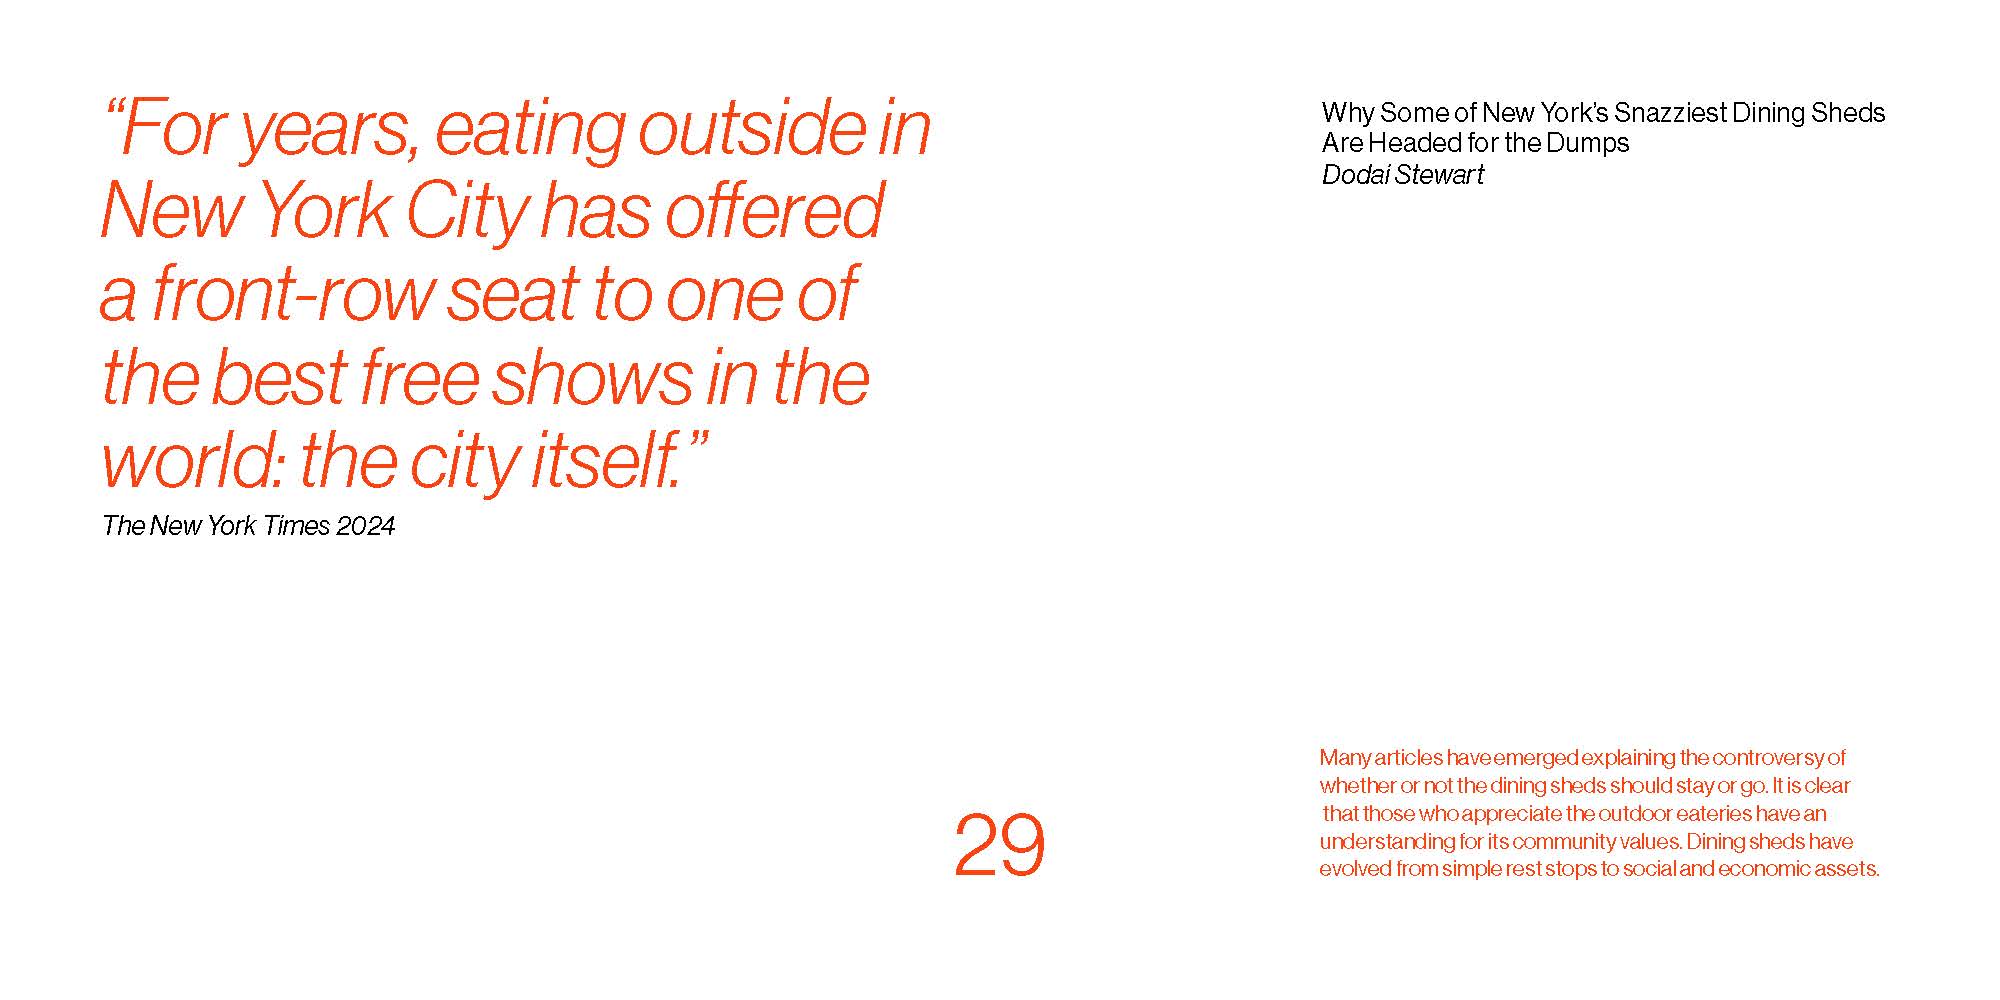 “For years, eating outside in
New York City has offered
a front-row seat to one of
the best free shows in the
world: the city itself.”
The New York Times 2024
Why Some of New York’s Snazziest Dining Sheds
Are Headed for the Dumps
Dodai Stewart
29
Many articles have emerged explaining the controversy of
whether or not the dining sheds should stay or go. It is clear
that those who appreciate the outdoor eateries have an
understanding for its community values. Dining sheds have
evolved from simple rest stops to social and economic assets.